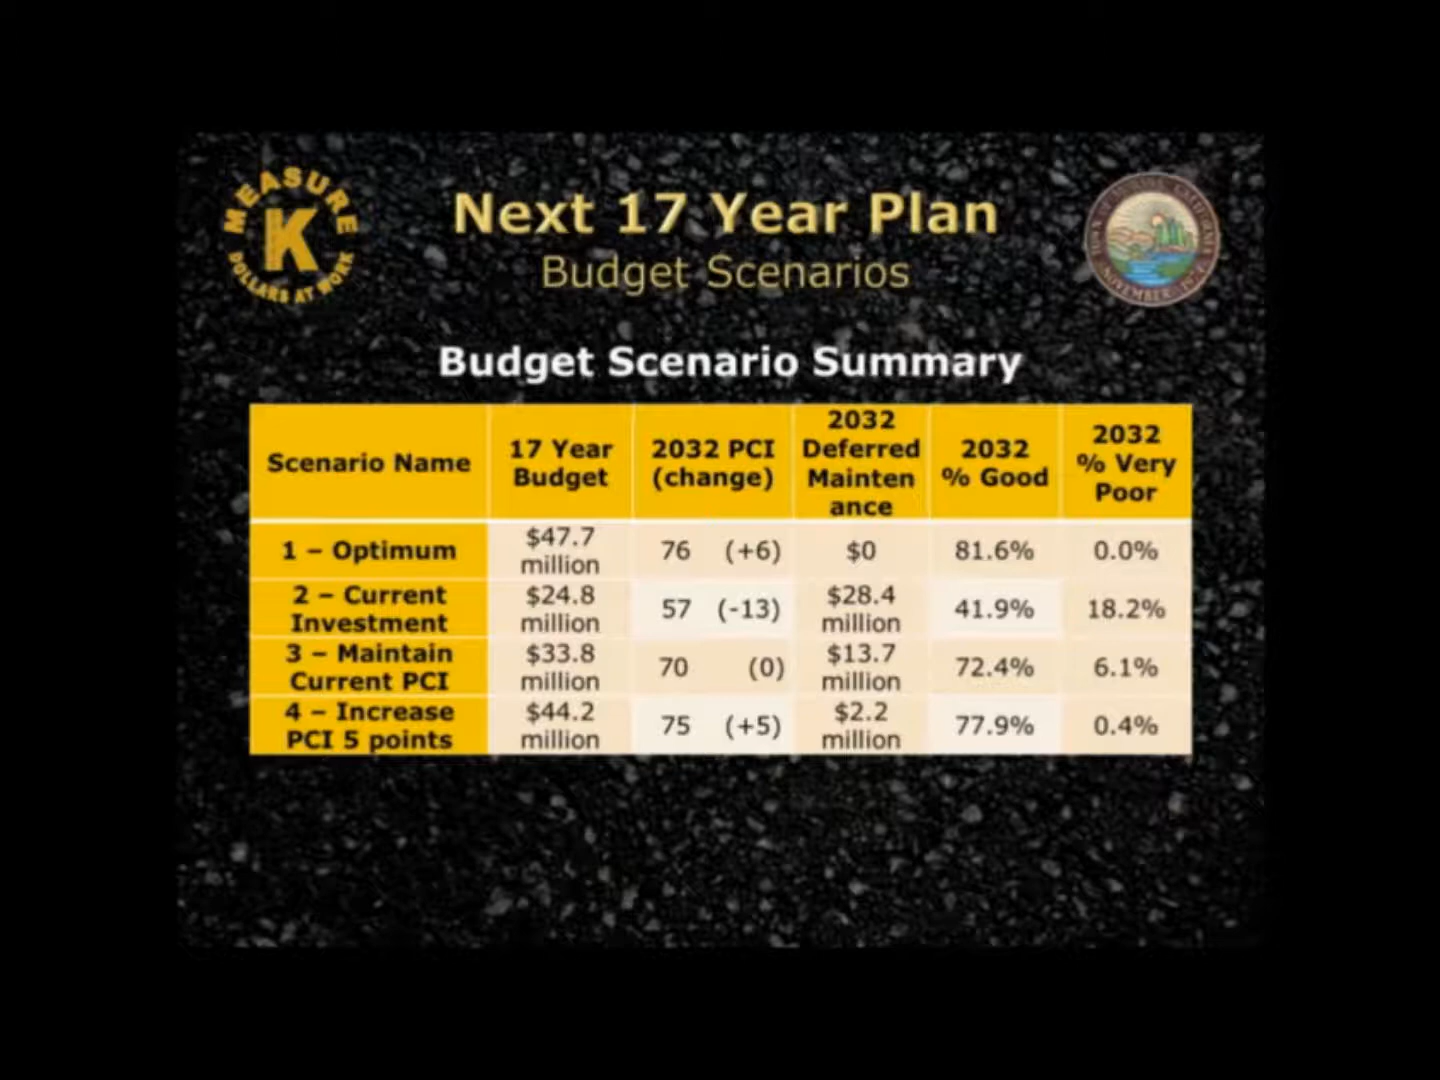 MEASURE
K
DOLLARS AT WORK
Next 17 Year Plan
Budget Scenarios
NOVEMBER
Budget Scenario Summary
Scenario Name
17 Year
Budget
2032 PCI
(change)
2032
Deferred
Mainten
ance
2032
% Good
2032
% Very
Poor
1 – Optimum
$47.7
million
76 (+6)
$0
81.6%
0.0%
2 – Current
Investment
$24.8
million
57 (-13)
$28.4
million
41.9%
18.2%
3 – Maintain
Current PCI
$33.8
million
70 (0)
$13.7
million
72.4%
6.1%
4 – Increase
PCI 5 points
$44.2
million
75 (+5)
$2.2
million
77.9%
0.4%